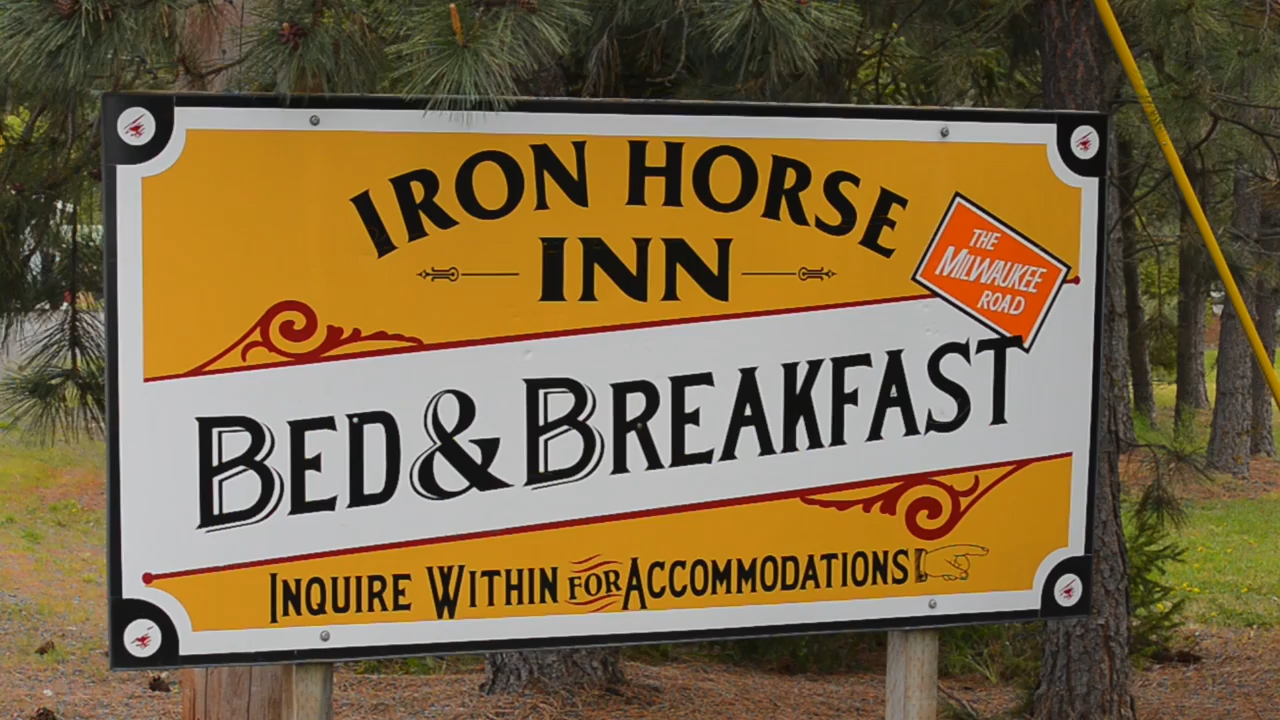 IRON HORSE
INN
THE
MILWAUKEE
ROAD
BED & BREAKFAST
INQUIRE WITHIN FOR ACCOMMODATIONS